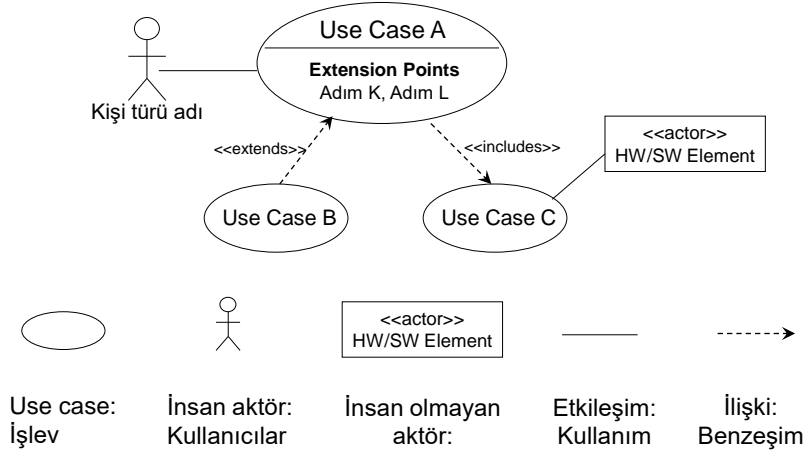 Use Case A
Extension Points
Adım K, Adım L
Kişi türü adı
<<extends>>
<<includes>>
<<actor>>
HW/SW Element
Use Case B
Use Case C
<<actor>>
HW/SW Element
Use case:
İşlev
İnsan aktör:
Kullanıcılar
İnsan olmayan
aktör:
Etkileşim:
Kullanım
İlişki:
Benzeşim